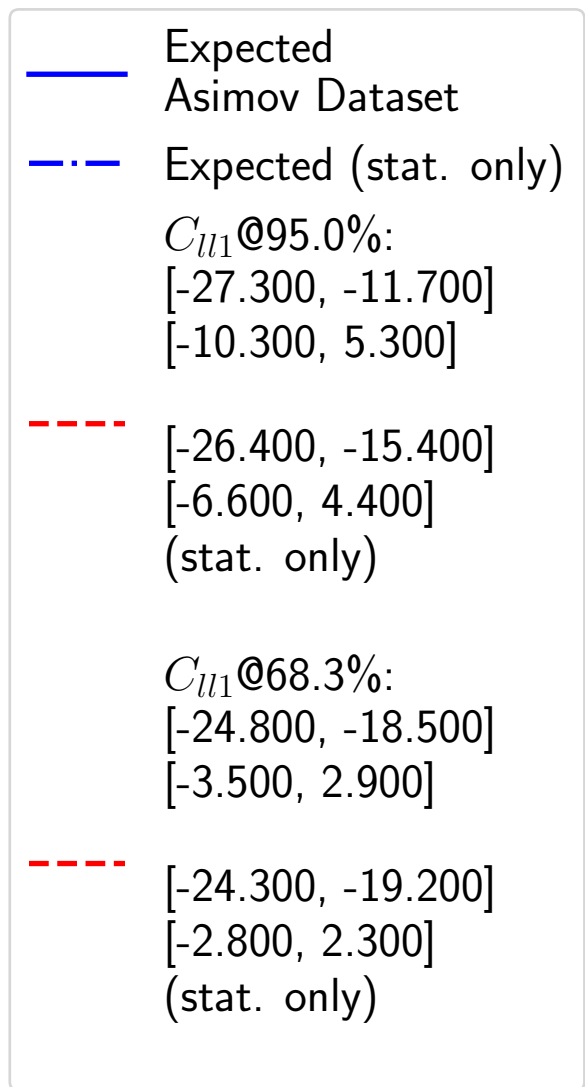 Expected
Asimov Dataset
Expected (stat. only)
C_{ll1}@95.0%:
[-27.300, -11.700]
[-10.300, 5.300]
[-26.400, -15.400]
[-6.600, 4.400]
(stat. only)
C_{ll1}@68.3%:
[-24.800, -18.500]
[-3.500, 2.900]
[-24.300, -19.200]
[-2.800, 2.300]
(stat. only)